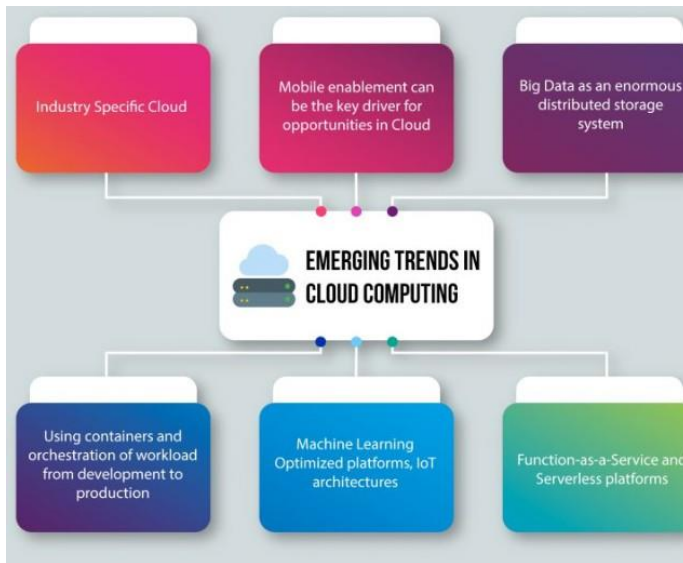 Industry Specific Cloud
Mobile enablement can
be the key driver for
opportunities in Cloud
Big Data as an enormous
distributed storage
system
EMERGING TRENDS IN
CLOUD COMPUTING
Using containers and
orchestration of workload
from development to
production
Machine Learning
Optimized platforms, IoT
architectures
Function-as-a-Service and
Serverless platforms